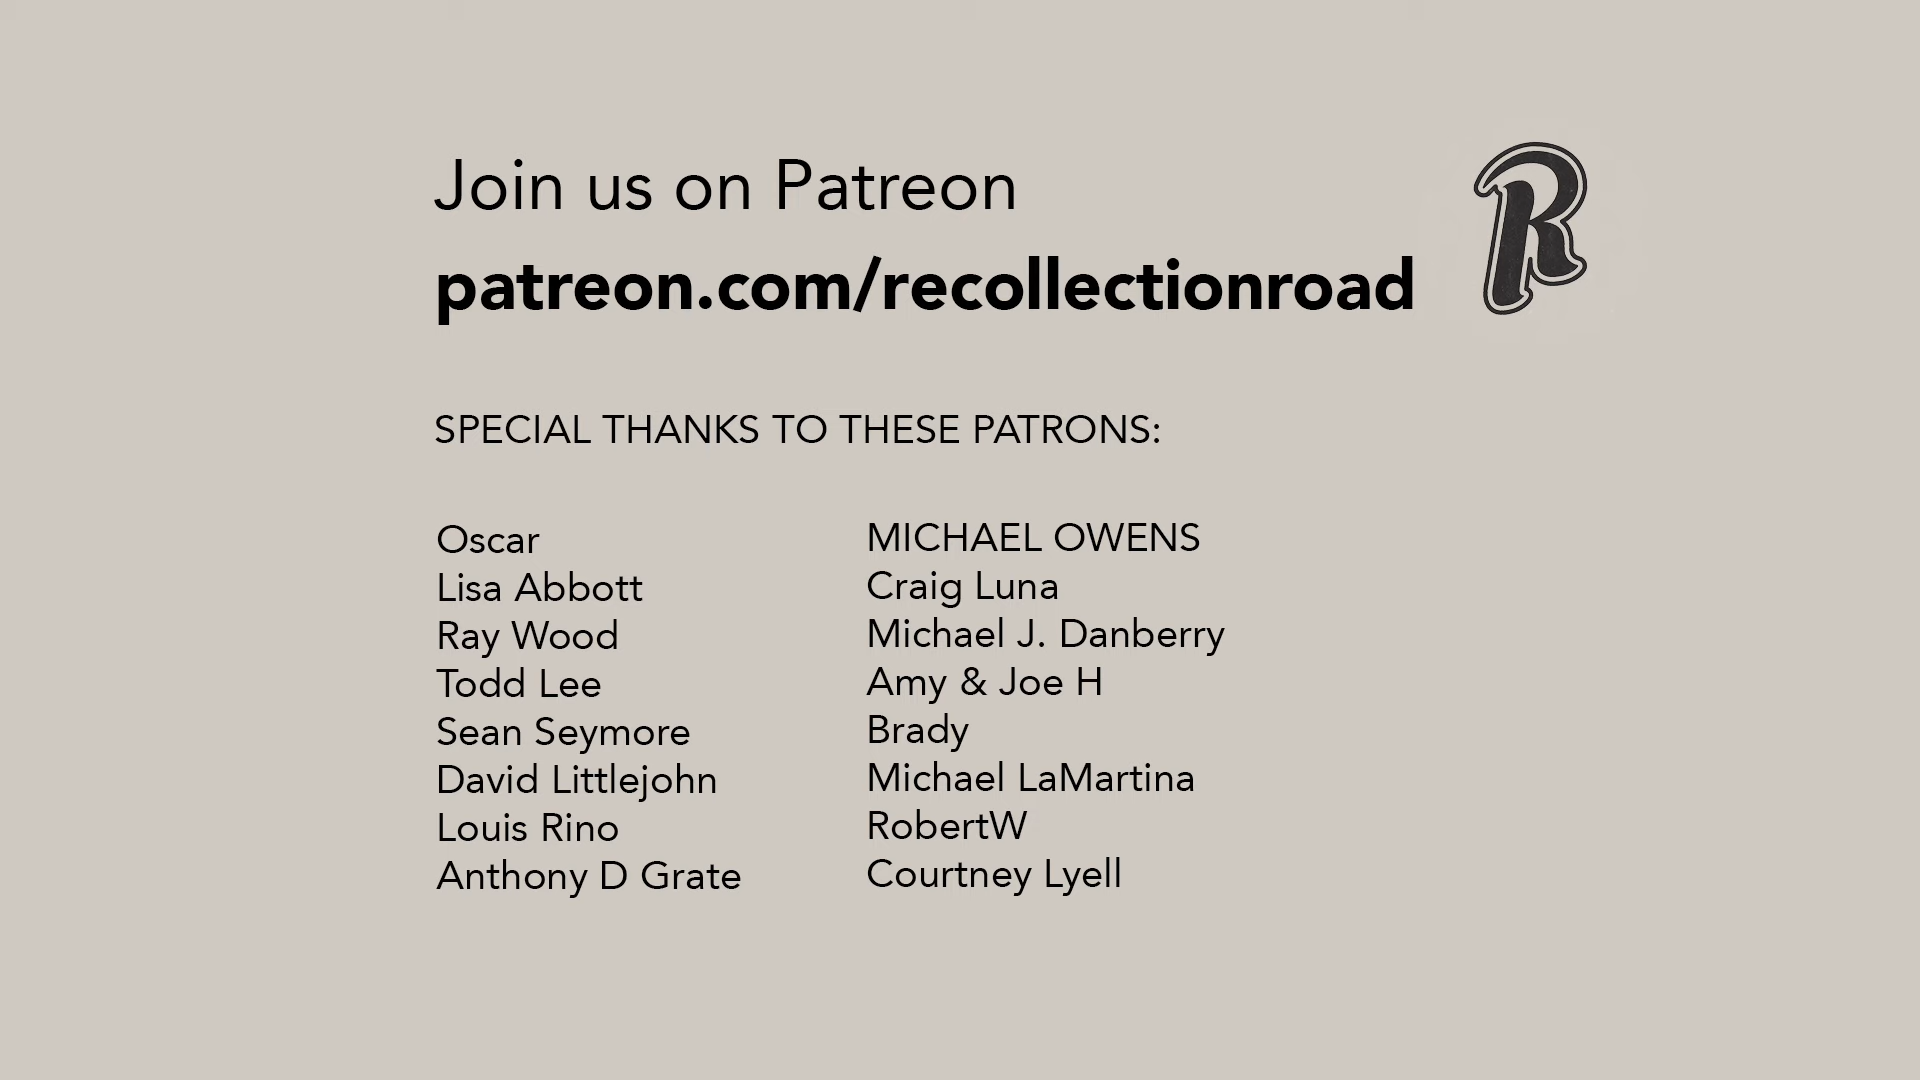 Join us on Patreon
patreon.com/recollectionroad
R
SPECIAL THANKS TO THESE PATRONS:
Oscar
Lisa Abbott
Ray Wood
Todd Lee
Sean Seymore
David Littlejohn
Louis Rino
Anthony D Grate
MICHAEL OWENS
Craig Luna
Michael J. Danberry
Amy & Joe H
Brady
Michael LaMartina
RobertW
Courtney Lyell